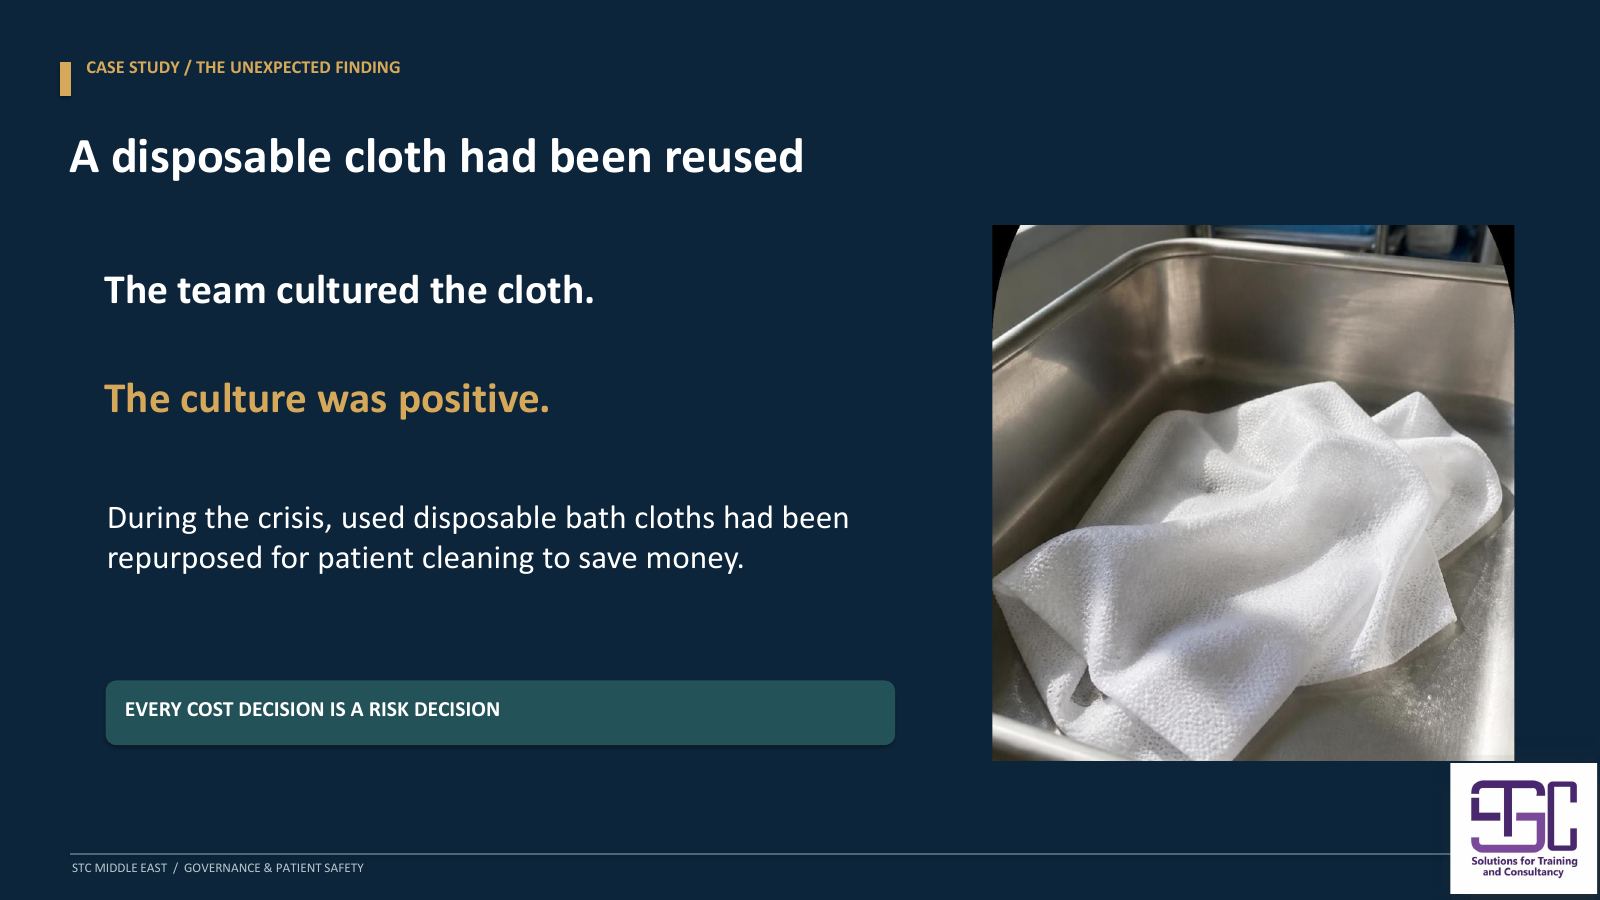 CASE STUDY / THE UNEXPECTED FINDING
A disposable cloth had been reused
The team cultured the cloth.
The culture was positive.
During the crisis, used disposable bath cloths had been
repurposed for patient cleaning to save money.
EVERY COST DECISION IS A RISK DECISION
STC MIDDLE EAST / GOVERNANCE & PATIENT SAFETY
STC
Solutions for Training
and Consultancy